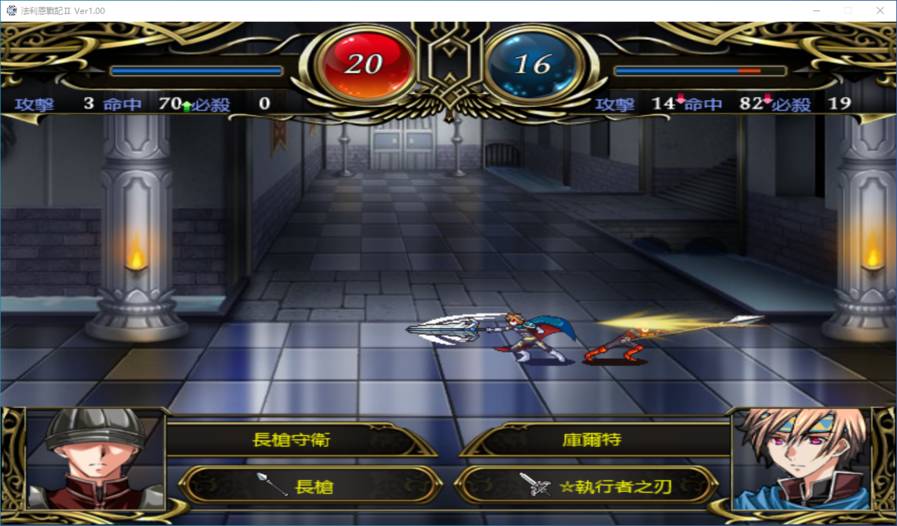 法利恩戰記II Ver1.00
20
16
攻擊 3 命中 70 必殺 0
攻擊 14 命中 82 必殺 19
長槍守衛
庫爾特
長槍
☆執行者之刃